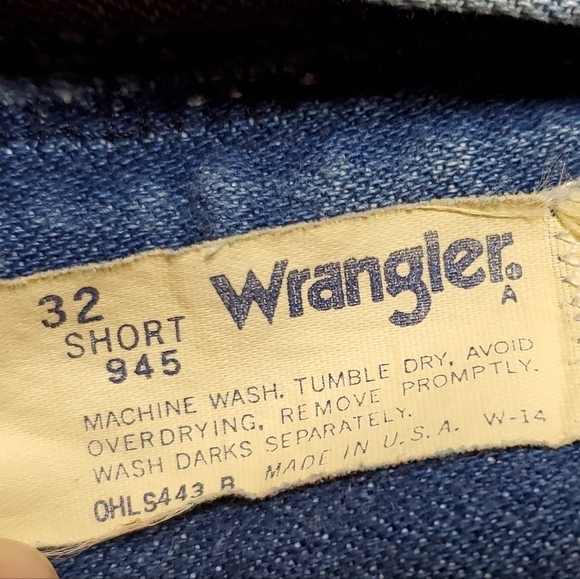 32
SHORT
945
Wrangler®
A
MACHINE WASH. TUMBLE DRY, AVOID
OVERDRYING, REMOVE PROMPTLY.
WASH DARKS SEPARATELY.
OHLS443 B MADE IN U.S.A. W-14